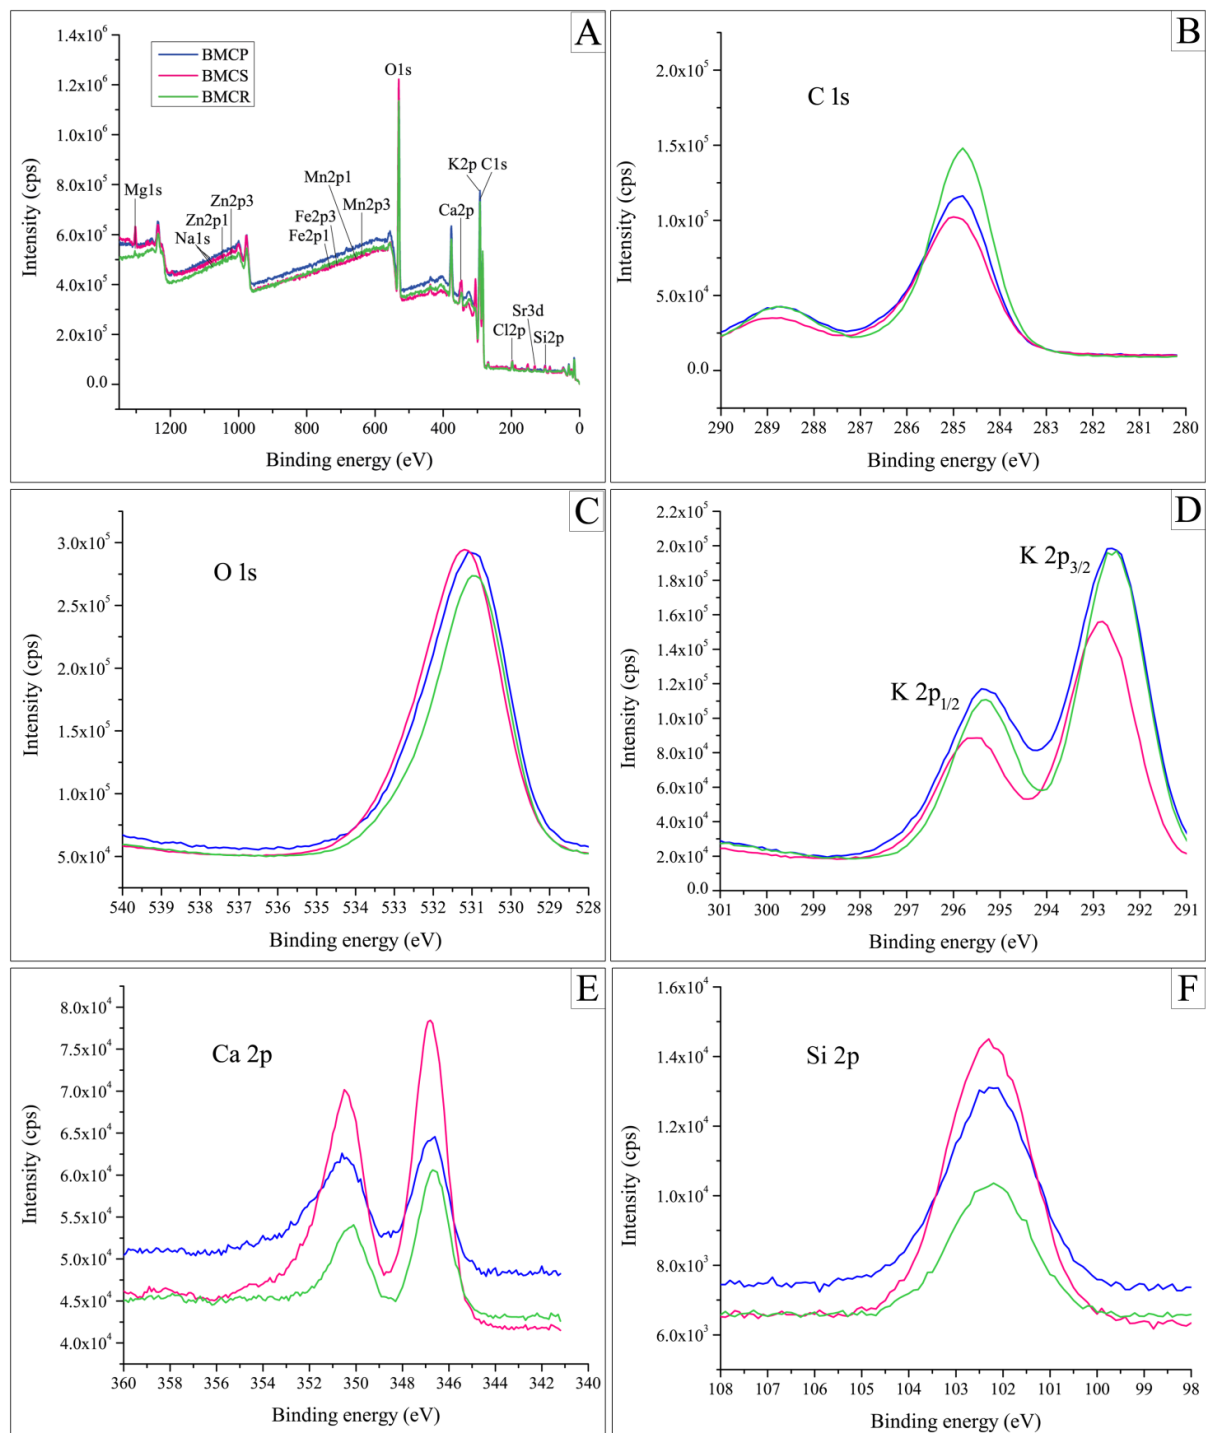 A
1.4x10⁶
1.2x10⁶
1.0x10⁶
8.0x10⁵
6.0x10⁵
4.0x10⁵
2.0x10⁵
0.0
Intensity (cps)
BMCP
BMCS
BMCR
O1s
Mg1s
Zn2p3
Zn2p1
Na1s
Mn2p1
Fe2p3
Mn2p3
Fe2p1
K2p C1s
Ca2p
Sr3d
Cl2p
Si2p
1200 1000 800 600 400 200 0
Binding energy (eV)
B
C 1s
2.0x10⁵
1.5x10⁵
1.0x10⁵
5.0x10⁴
0.0
Intensity (cps)
290 289 288 287 286 285 284 283 282 281 280
Binding energy (eV)
C
O 1s
3.0x10⁵
2.5x10⁵
2.0x10⁵
1.5x10⁵
1.0x10⁵
5.0x10⁴
Intensity (cps)
540 539 538 537 536 535 534 533 532 531 530 529 528
Binding energy (eV)
D
2.2x10⁵
2.0x10⁵
1.8x10⁵
1.6x10⁵
1.4x10⁵
1.2x10⁵
1.0x10⁵
8.0x10⁴
6.0x10⁴
4.0x10⁴
2.0x10⁴
0.0
Intensity (cps)
K 2p3/2
K 2p1/2
301 300 299 298 297 296 295 294 293 292 291
Binding energy (eV)
E
Ca 2p
8.0x10⁴
7.5x10⁴
7.0x10⁴
6.5x10⁴
6.0x10⁴
5.5x10⁴
5.0x10⁴
4.5x10⁴
4.0x10⁴
Intensity (cps)
360 358 356 354 352 350 348 346 344 342 340
Binding energy (eV)
F
Si 2p
1.6x10⁴
1.4x10⁴
1.2x10⁴
1.0x10⁴
8.0x10³
6.0x10³
Intensity (cps)
108 107 106 105 104 103 102 101 100 99 98
Binding energy (eV)